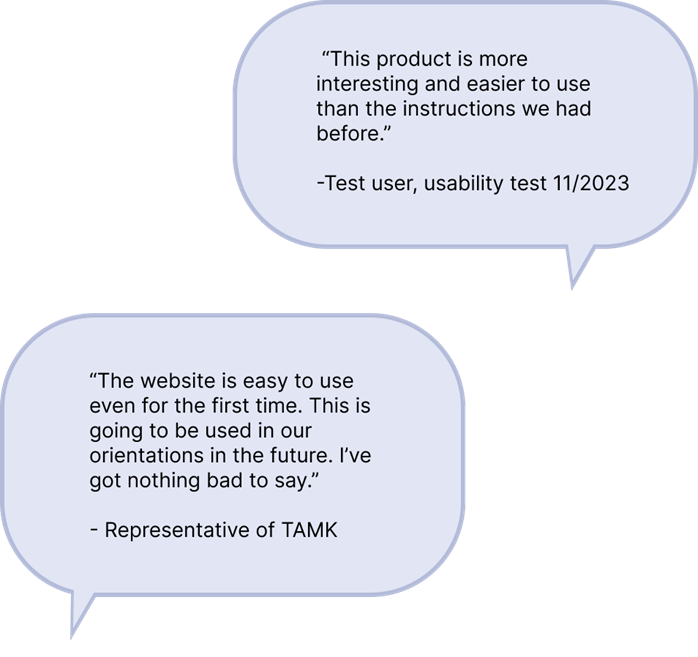 “This product is more
interesting and easier to use
than the instructions we had
before.”
-Test user, usability test 11/2023
“The website is easy to use
even for the first time. This is
going to be used in our
orientations in the future. I’ve
got nothing bad to say.”
- Representative of TAMK